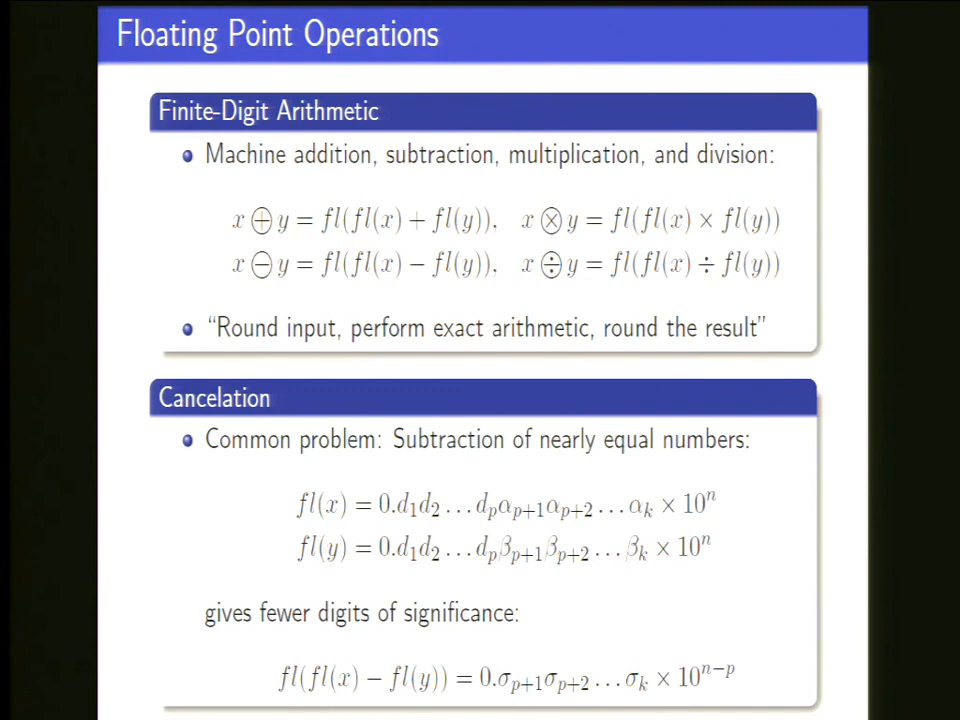 Floating Point Operations
Finite-Digit Arithmetic
Machine addition, subtraction, multiplication, and division:
x ⊕ y = fl(fl(x) + fl(y)), x ⊗ y = fl(fl(x) × fl(y))
x ⊖ y = fl(fl(x) − fl(y)), x ⨸ y = fl(fl(x) ÷ fl(y))
“Round input, perform exact arithmetic, round the result”
Cancelation
Common problem: Subtraction of nearly equal numbers:
fl(x) = 0.d₁d₂ . . . dₚαₚ₊₁αₚ₊₂ . . . αₖ × 10ⁿ
fl(y) = 0.d₁d₂ . . . dₚβₚ₊₁βₚ₊₂ . . . βₖ × 10ⁿ
gives fewer digits of significance:
fl(fl(x) − fl(y)) = 0.σₚ₊₁σₚ₊₂ . . . σₖ × 10ⁿ⁻ᵖ